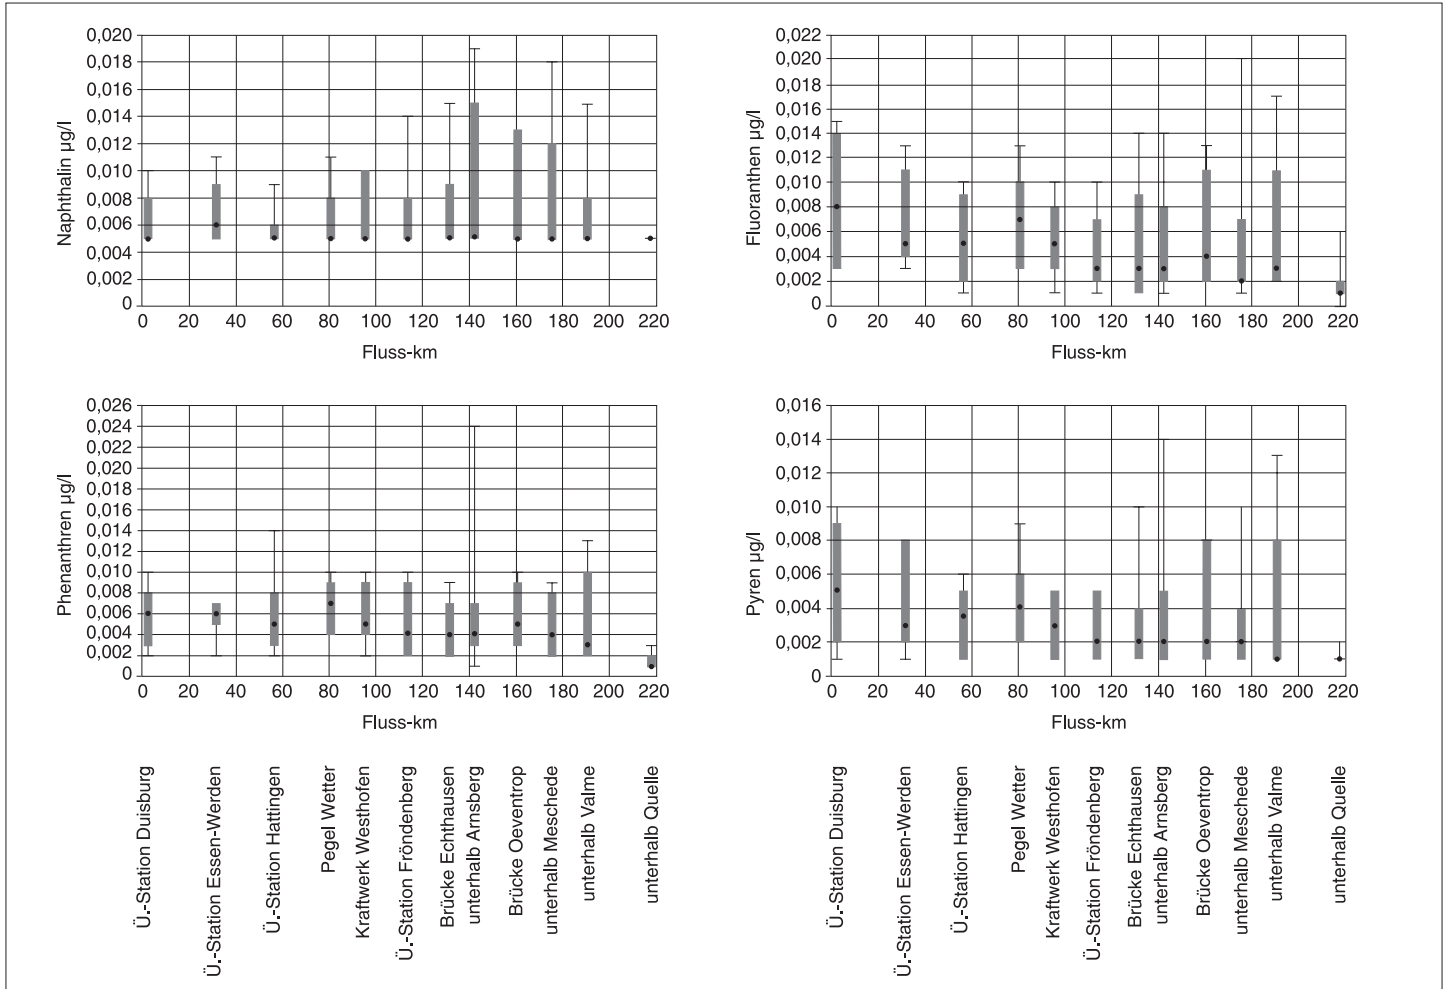 Naphthalin µg/l
0,020
0,018
0,016
0,014
0,012
0,010
0,008
0,006
0,004
0,002
0
0 20 40 60 80 100 120 140 160 180 200 220
Fluss-km
Fluoranthen µg/l
0,022
0,020
0,018
0,016
0,014
0,012
0,010
0,008
0,006
0,004
0,002
0
0 20 40 60 80 100 120 140 160 180 200 220
Fluss-km
Phenanthren µg/l
0,026
0,024
0,022
0,020
0,018
0,016
0,014
0,012
0,010
0,008
0,006
0,004
0,002
0
0 20 40 60 80 100 120 140 160 180 200 220
Fluss-km
Pyren µg/l
0,016
0,014
0,012
0,010
0,008
0,006
0,004
0,002
0
0 20 40 60 80 100 120 140 160 180 200 220
Fluss-km
Ü.-Station Duisburg
Ü.-Station Essen-Werden
Ü.-Station Hattingen
Pegel Wetter
Kraftwerk Westhofen
Ü.-Station Fröndenberg
Brücke Echthausen
unterhalb Arnsberg
Brücke Oeventrop
unterhalb Meschede
unterhalb Valme
unterhalb Quelle
Ü.-Station Duisburg
Ü.-Station Essen-Werden
Ü.-Station Hattingen
Pegel Wetter
Kraftwerk Westhofen
Ü.-Station Fröndenberg
Brücke Echthausen
unterhalb Arnsberg
Brücke Oeventrop
unterhalb Meschede
unterhalb Valme
unterhalb Quelle